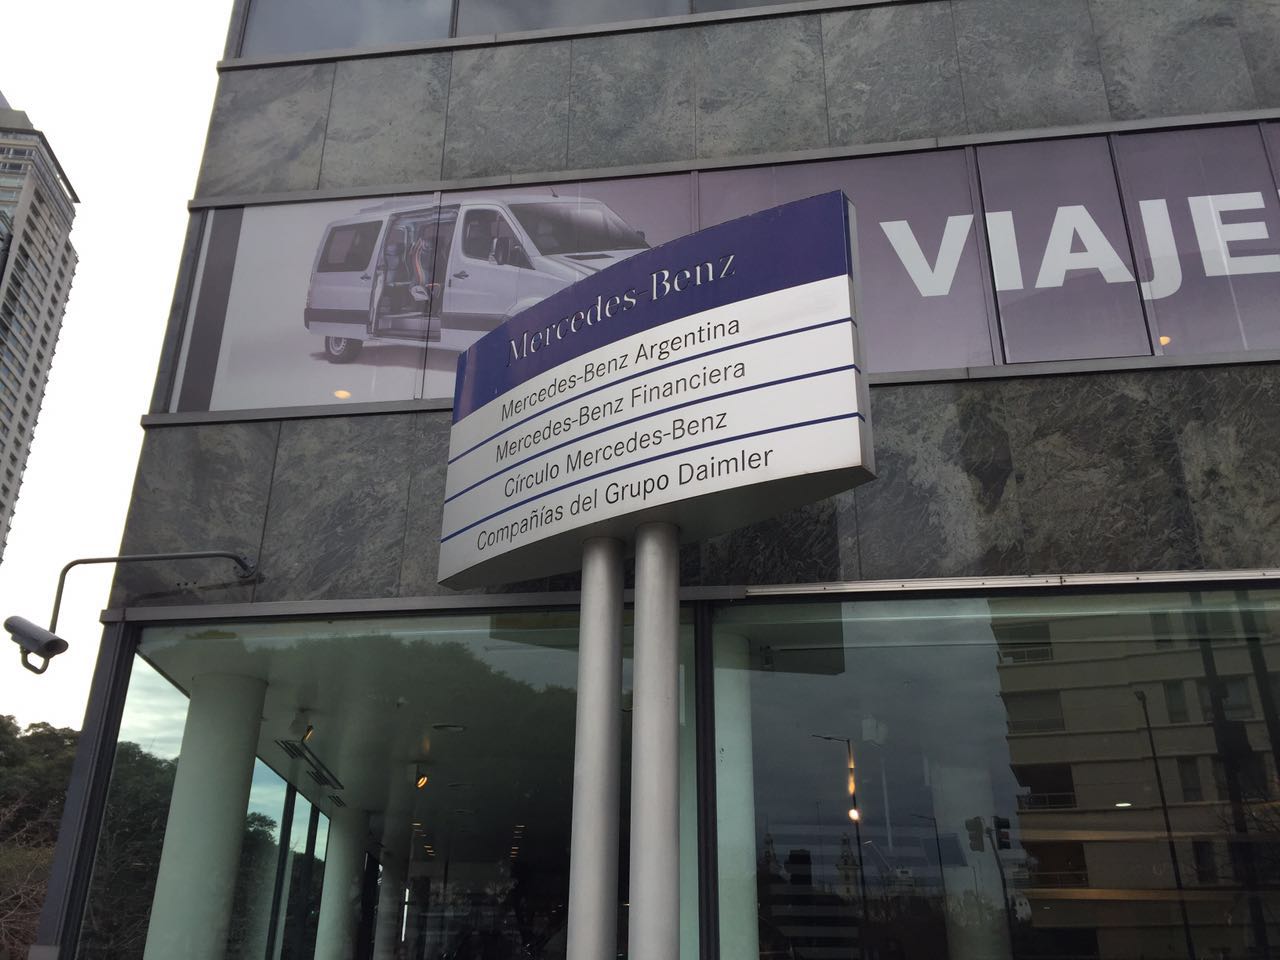 VIAJE
Mercedes-Benz
Mercedes-Benz Argentina
Mercedes-Benz Financiera
Círculo Mercedes-Benz
Compañías del Grupo Daimler